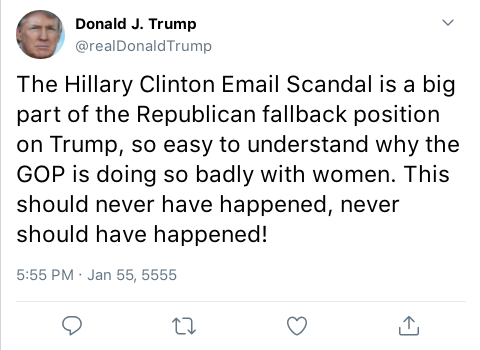 Donald J. Trump
@realDonaldTrump
The Hillary Clinton Email Scandal is a big
part of the Republican fallback position
on Trump, so easy to understand why the
GOP is doing so badly with women. This
should never have happened, never
should have happened!
5:55 PM · Jan 55, 5555